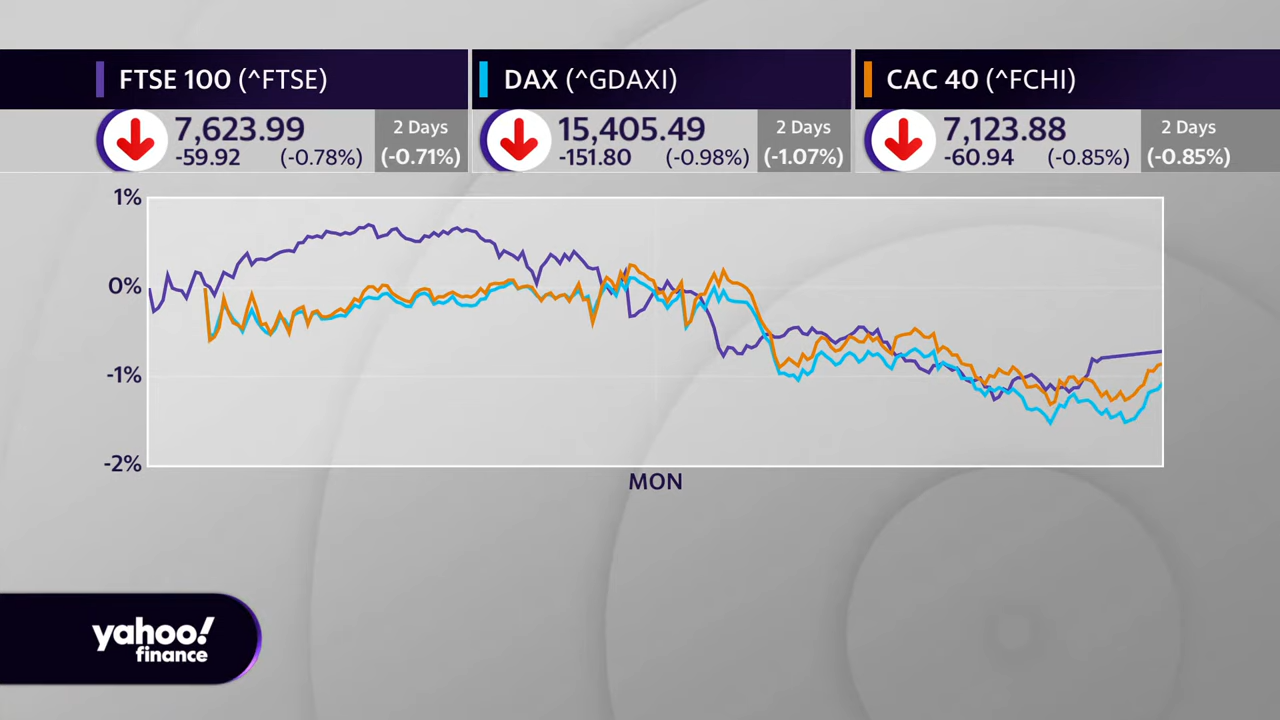 FTSE 100 (^FTSE)
7,623.99
-59.92 (-0.78%)
2 Days
(-0.71%)
DAX (^GDAXI)
15,405.49
-151.80 (-0.98%)
2 Days
(-1.07%)
CAC 40 (^FCHI)
7,123.88
-60.94 (-0.85%)
2 Days
(-0.85%)
1%
0%
-1%
-2%
MON
yahoo!
finance